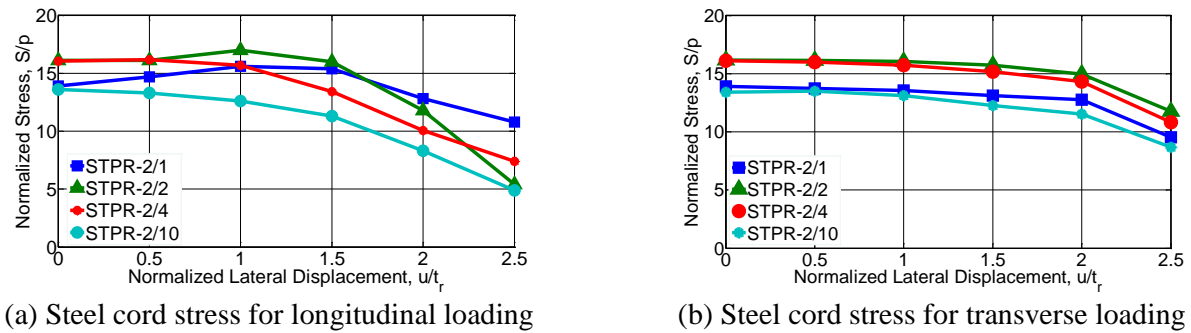 20
15
10
5
0
Normalized Stress, S/p
STPR-2/1
STPR-2/2
STPR-2/4
STPR-2/10
0 0.5 1 1.5 2 2.5
Normalized Lateral Displacement, u/tr
(a) Steel cord stress for longitudinal loading
20
15
10
5
0
Normalized Stress, S/p
STPR-2/1
STPR-2/2
STPR-2/4
STPR-2/10
0 0.5 1 1.5 2 2.5
Normalized Lateral Displacement, u/tr
(b) Steel cord stress for transverse loading